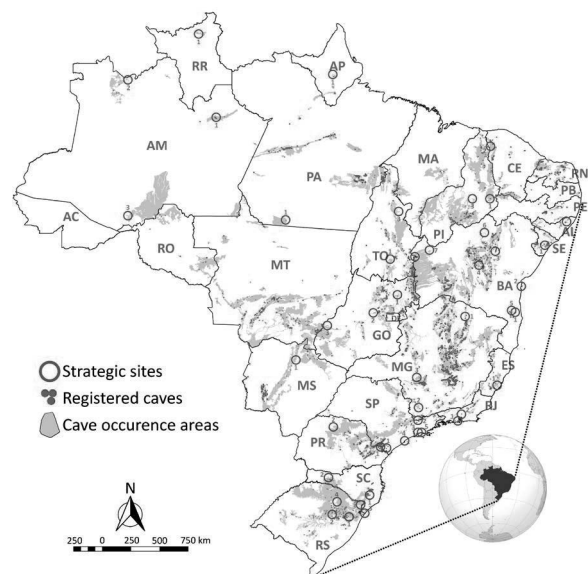 RR
AP
AM
PA
MA
CE
RN
PB
PE
AL
SE
PI
AC
RO
TO
MT
BA
GO
MG
ES
MS
SP
RJ
PR
SC
RS
Strategic sites
Registered caves
Cave occurence areas
N
250 0 250 500 750 km